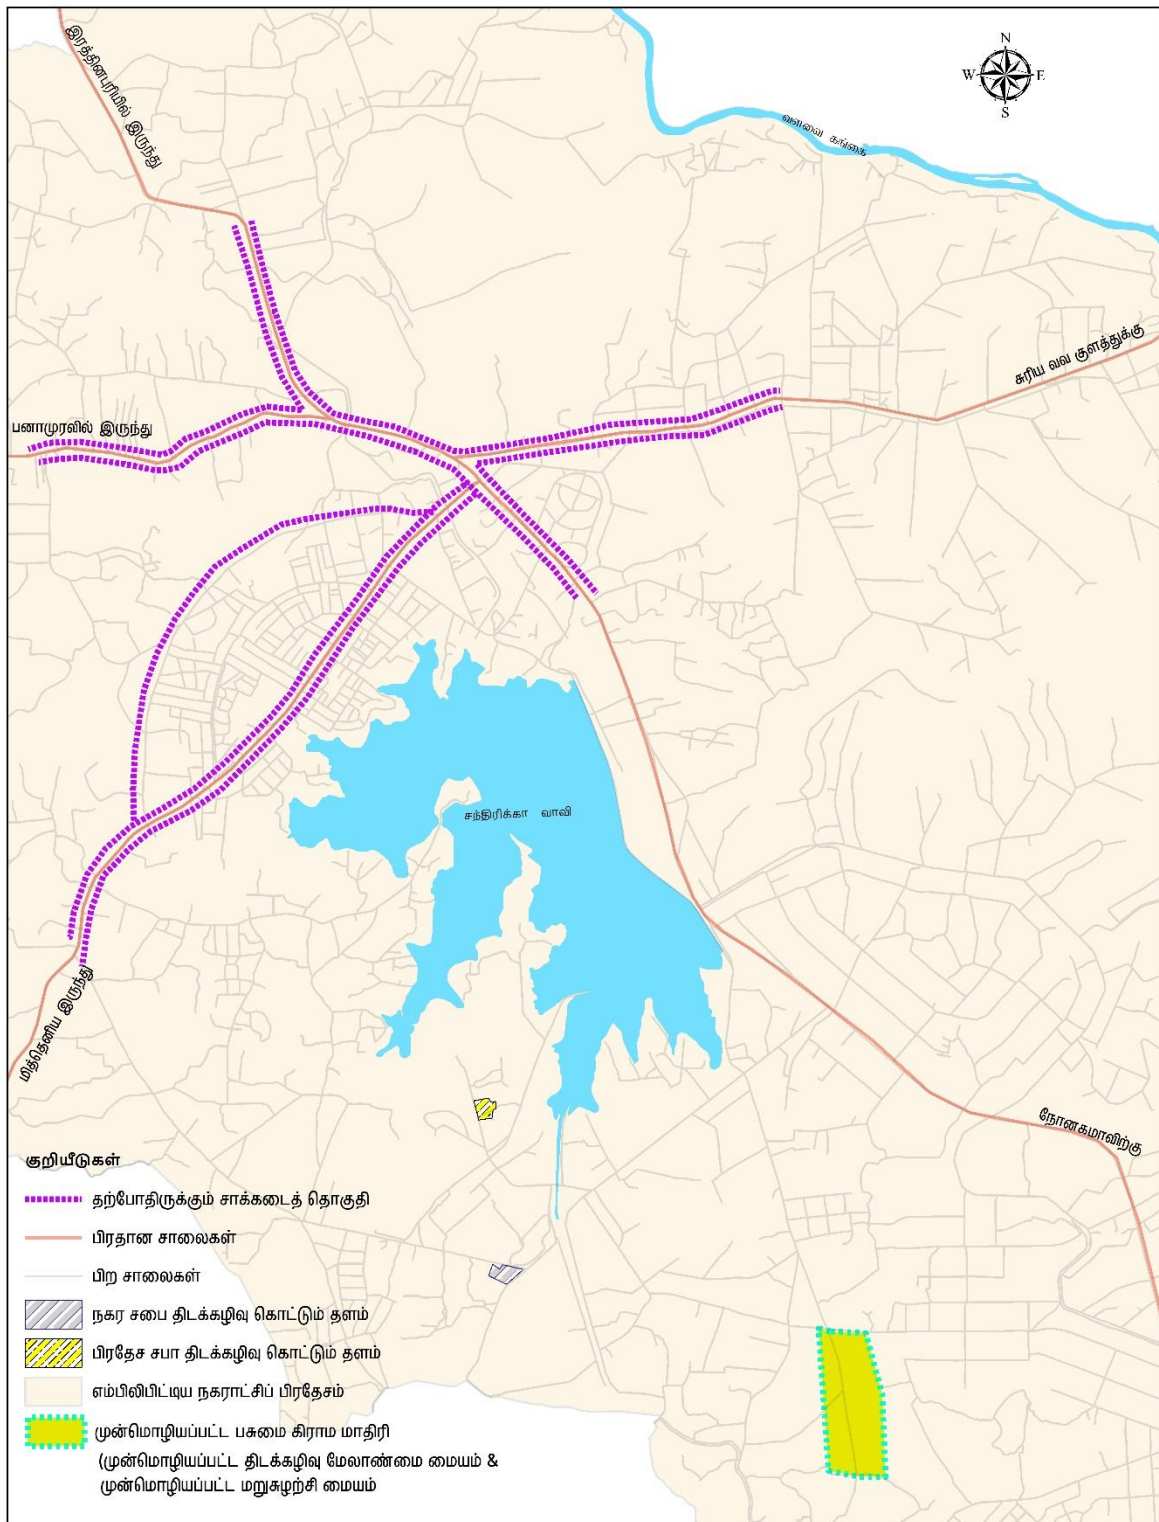 இரத்தினபுரியில் இருந்து
N
W E
S
வளவை கங்கை
சுரிய வவ குளத்துக்கு
பனாமுரவில் இருந்து
சந்திரிக்கா வாவி
மித்தெனிய இருந்து
நோனகமாவிற்கு
குறியீடுகள்
தற்போதிருக்கும் சாக்கடைத் தொகுதி
பிரதான சாலைகள்
பிற சாலைகள்
நகர சபை திடக்கழிவு கொட்டும் தளம்
பிரதேச சபா திடக்கழிவு கொட்டும் தளம்
எம்பிலிபிட்டிய நகராட்சிப் பிரதேசம்
முன்மொழியப்பட்ட பசுமை கிராம மாதிரி
(முன்மொழியப்பட்ட திடக்கழிவு மேலாண்மை மையம் &
முன்மொழியப்பட்ட மறுசுழற்சி மையம்